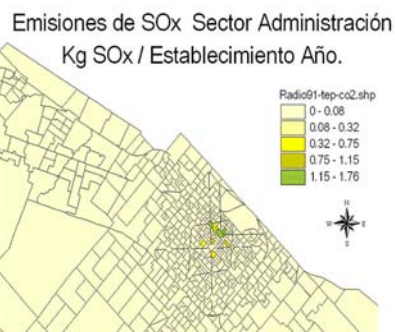 Emisiones de SOx Sector Administración
Kg SOx / Establecimiento Año.
Radio91-tep-co2.shp
0 - 0.08
0.08 - 0.32
0.32 - 0.75
0.75 - 1.15
1.15 - 1.76
N
W E
S